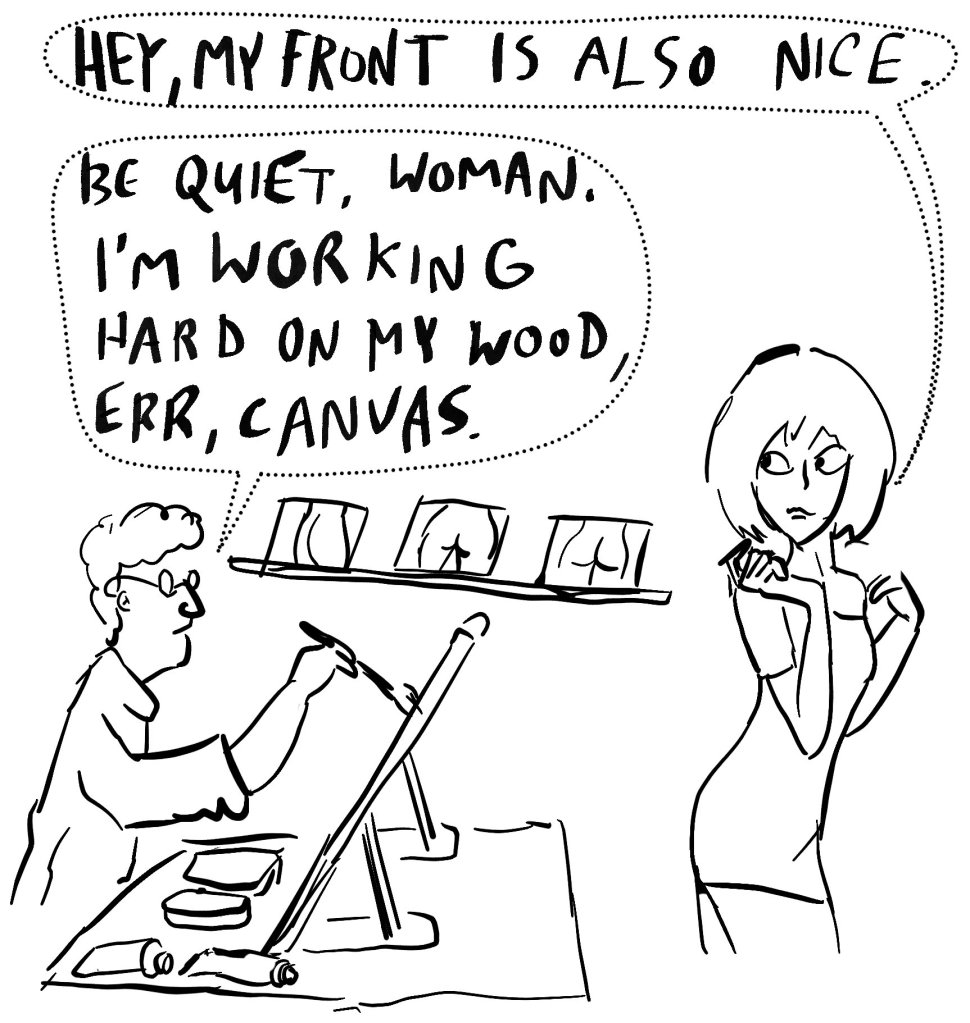 HEY, MY FRONT IS ALSO NICE.
BE QUIET, WOMAN.
I'M WORKING
HARD ON MY WOOD,
ERR, CANVAS.